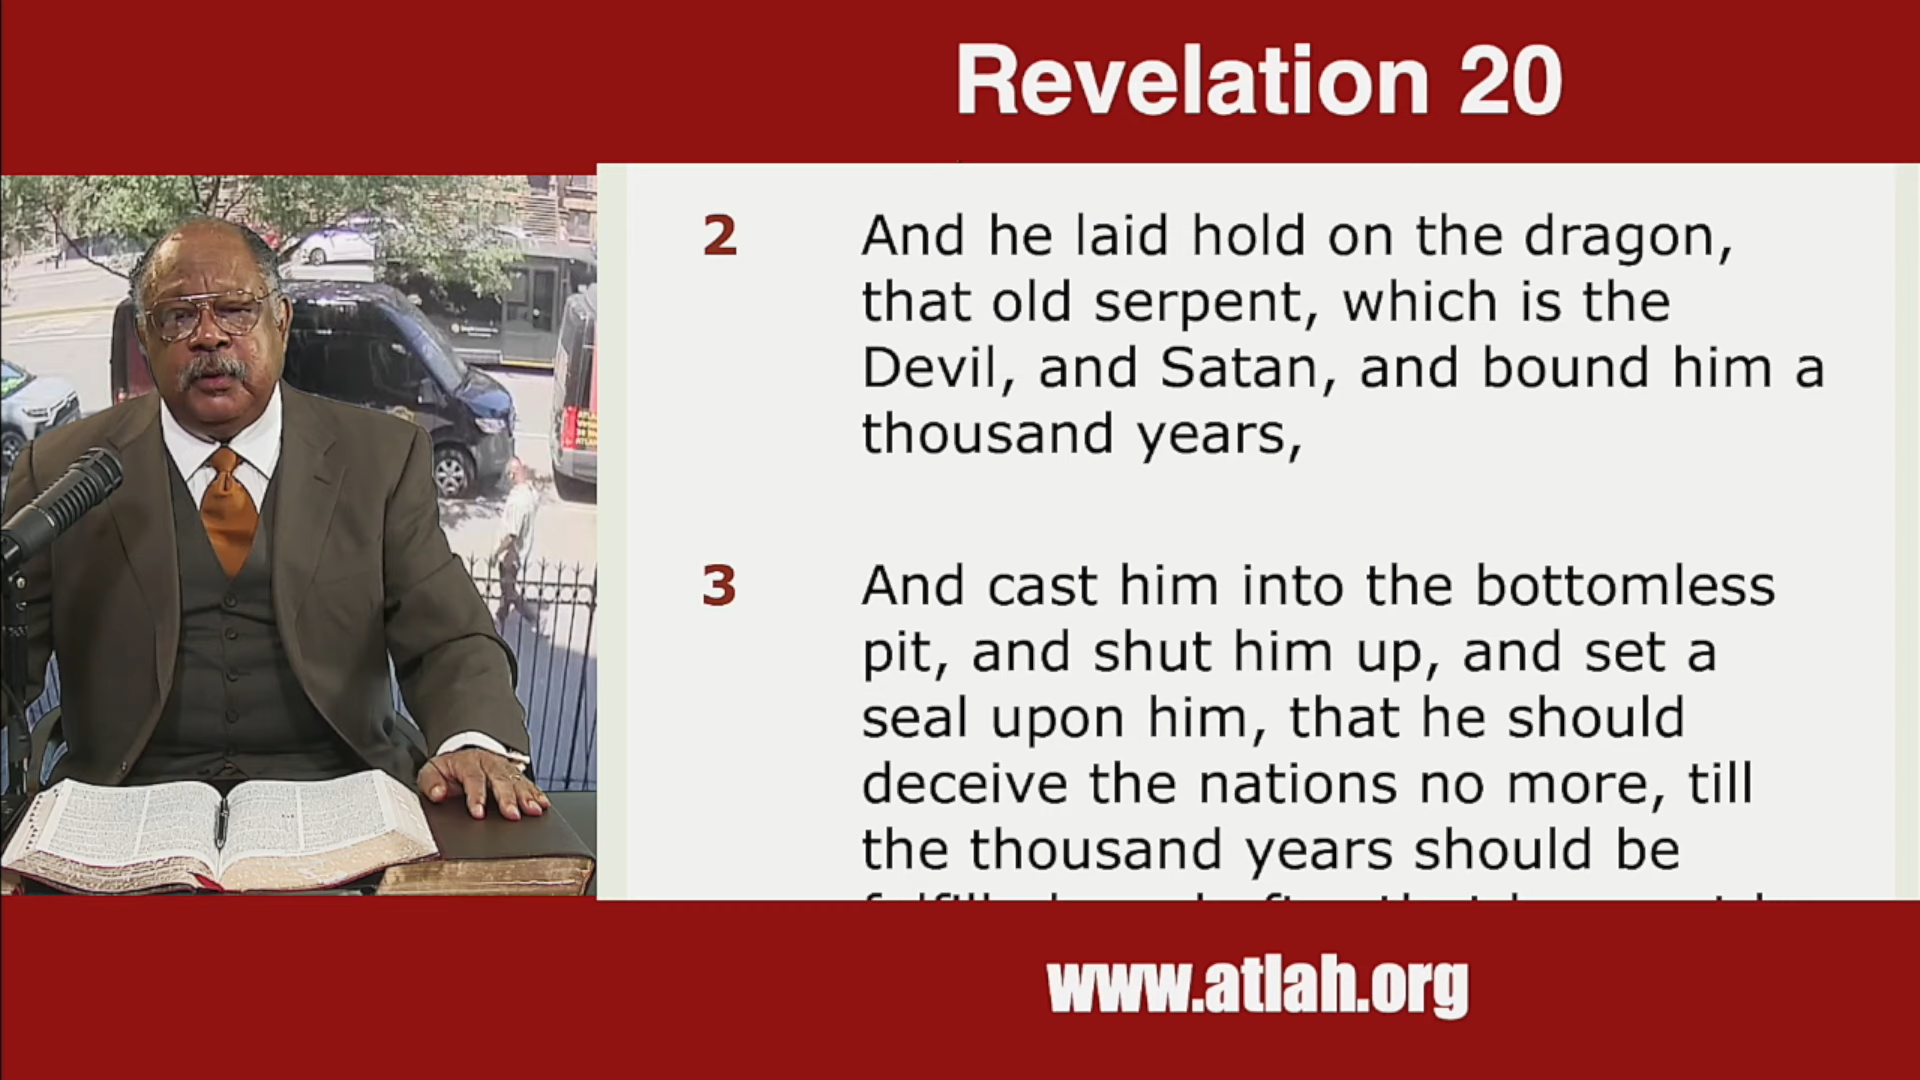 Revelation 20
2 And he laid hold on the dragon,
that old serpent, which is the
Devil, and Satan, and bound him a
thousand years,
3 And cast him into the bottomless
pit, and shut him up, and set a
seal upon him, that he should
deceive the nations no more, till
the thousand years should be
www.atlah.org